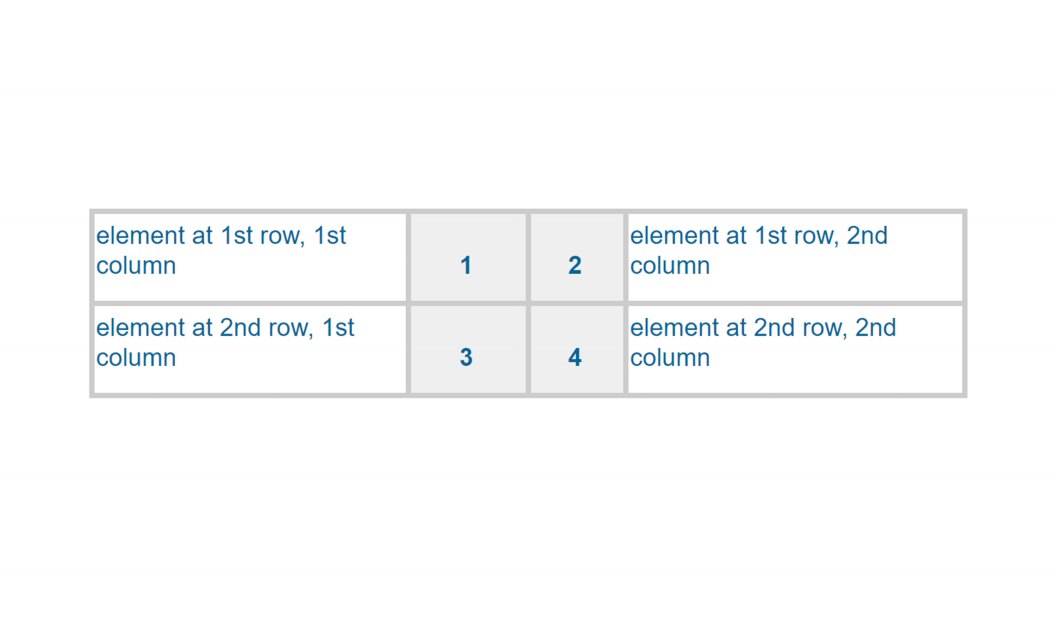 element at 1st row, 1st
column
1
2
element at 1st row, 2nd
column
element at 2nd row, 1st
column
3
4
element at 2nd row, 2nd
column